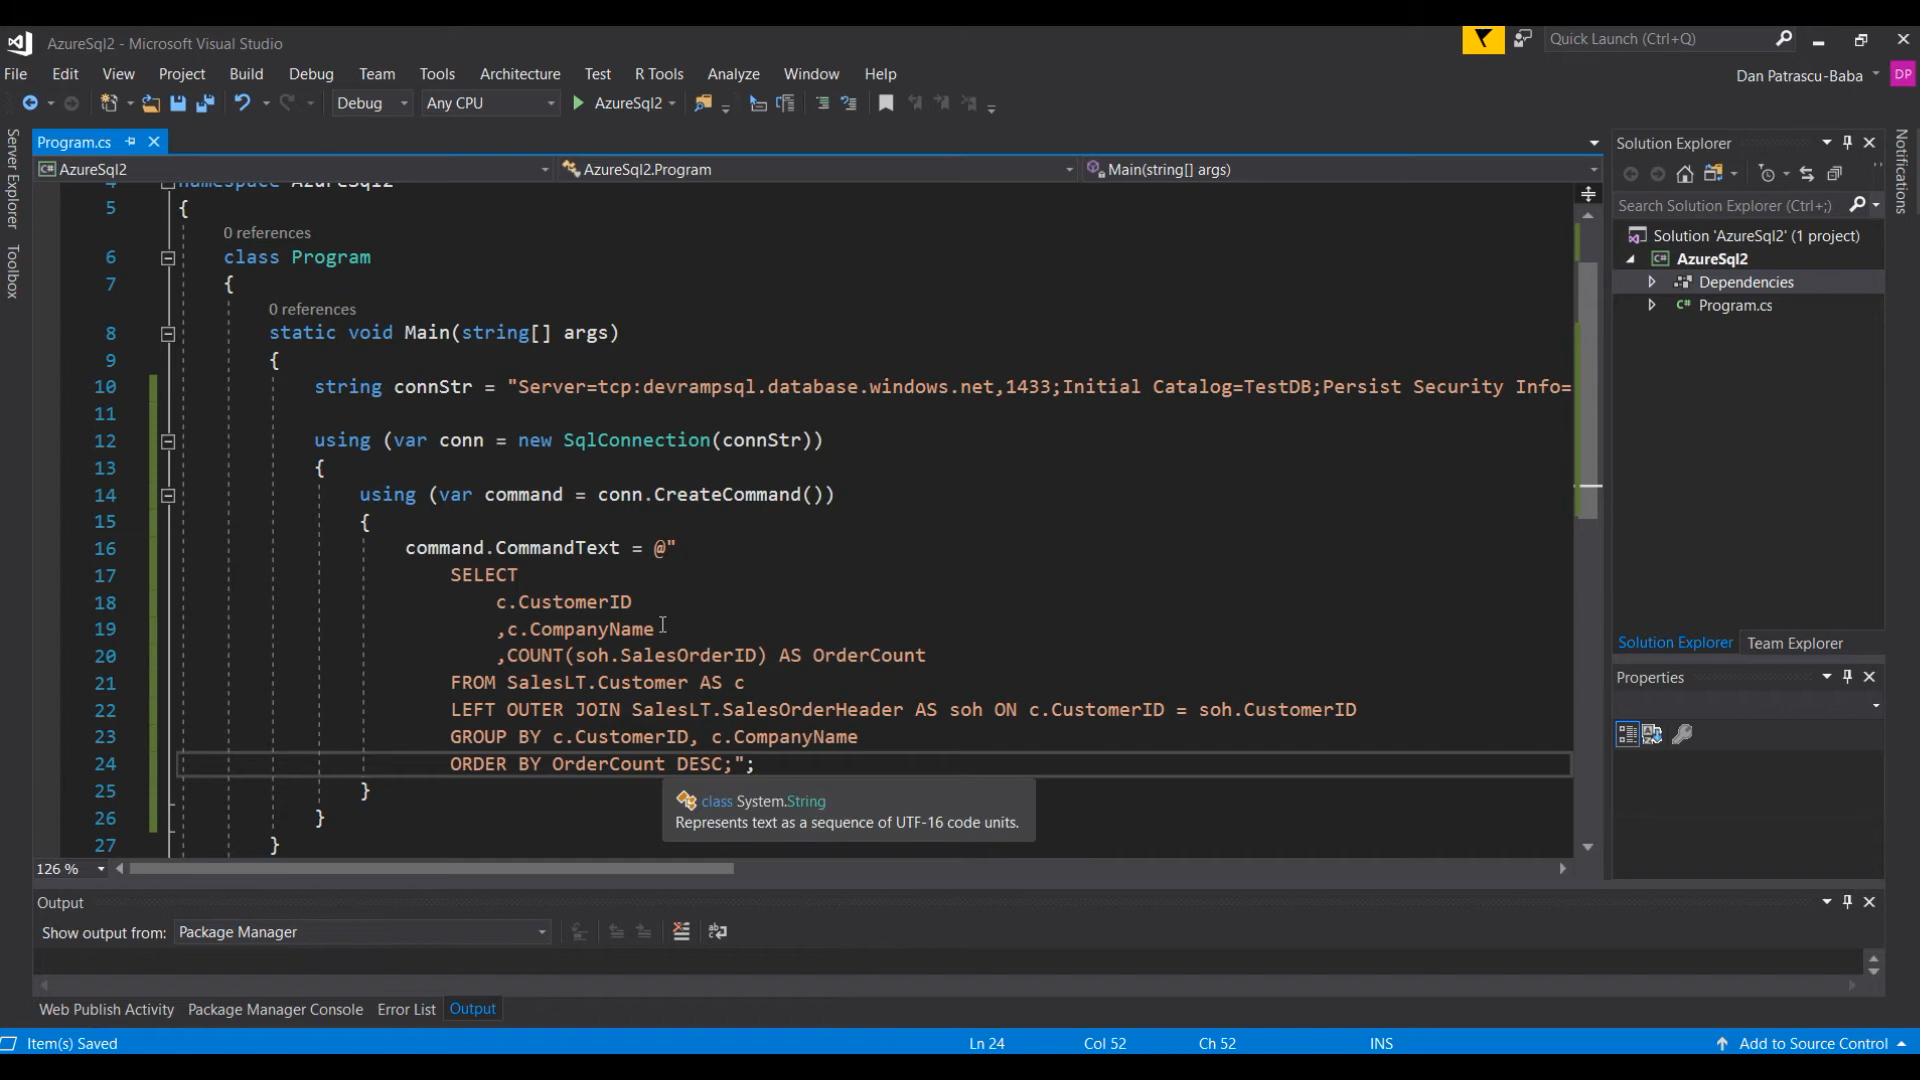 AzureSql2 - Microsoft Visual Studio
Quick Launch (Ctrl+Q)
File Edit View Project Build Debug Team Tools Architecture Test R Tools Analyze Window Help
Dan Patrascu-Baba DP
Debug Any CPU AzureSql2
Program.cs
AzureSql2 AzureSql2.Program Main(string[] args)
Server Explorer
Toolbox
4 namespace AzureSql2
5 {
0 references
6 class Program
7 {
0 references
8 static void Main(string[] args)
9 {
10 string connStr = "Server=tcp:devrampsql.database.windows.net,1433;Initial Catalog=TestDB;Persist Security Info=
11
12 using (var conn = new SqlConnection(connStr))
13 {
14 using (var command = conn.CreateCommand())
15 {
16 command.CommandText = @"
17 SELECT
18 c.CustomerID
19 ,c.CompanyName
20 ,COUNT(soh.SalesOrderID) AS OrderCount
21 FROM SalesLT.Customer AS c
22 LEFT OUTER JOIN SalesLT.SalesOrderHeader AS soh ON c.CustomerID = soh.CustomerID
23 GROUP BY c.CustomerID, c.CompanyName
24 ORDER BY OrderCount DESC;";
25 }
class System.String
Represents text as a sequence of UTF-16 code units.
26 }
27 }
126 %
Solution Explorer
Search Solution Explorer (Ctrl+;)
Solution 'AzureSql2' (1 project)
AzureSql2
Dependencies
C# Program.cs
Solution Explorer Team Explorer
Properties
Notifications
Output
Show output from: Package Manager
Web Publish Activity Package Manager Console Error List Output
Item(s) Saved Ln 24 Col 52 Ch 52 INS Add to Source Control